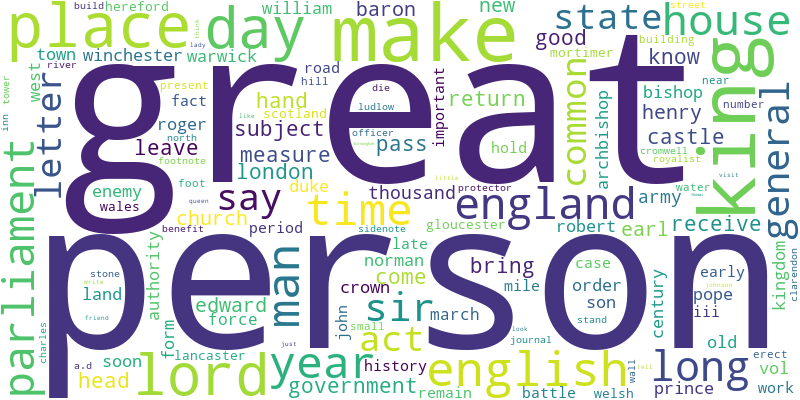 build hereford william baron new street
place day make state house
think lady good building
town winchester road mortimer know
west river warwick hill die
great
fact hand return common bishop near number
tower present scotland ludlow important
inn letter roger north like officer pass archbishop henry
footnote subject hold castle cromwell royalist
parliament leave measure king general
london birmingham visit
enemy foot queen duke thousand little protector water
wales say time england army
church
benefit period sidenote gloucester robert earl receive
person
authority man norman late bring case early kingdom clarendon
stone come mile
write land crown order pope
edward sir march son century iii
charles friend form force john small stand
a.d soon lancaster act journal look old
just history wall tell
head lord year english long vol erect
government remain battle welsh prince work
johnson